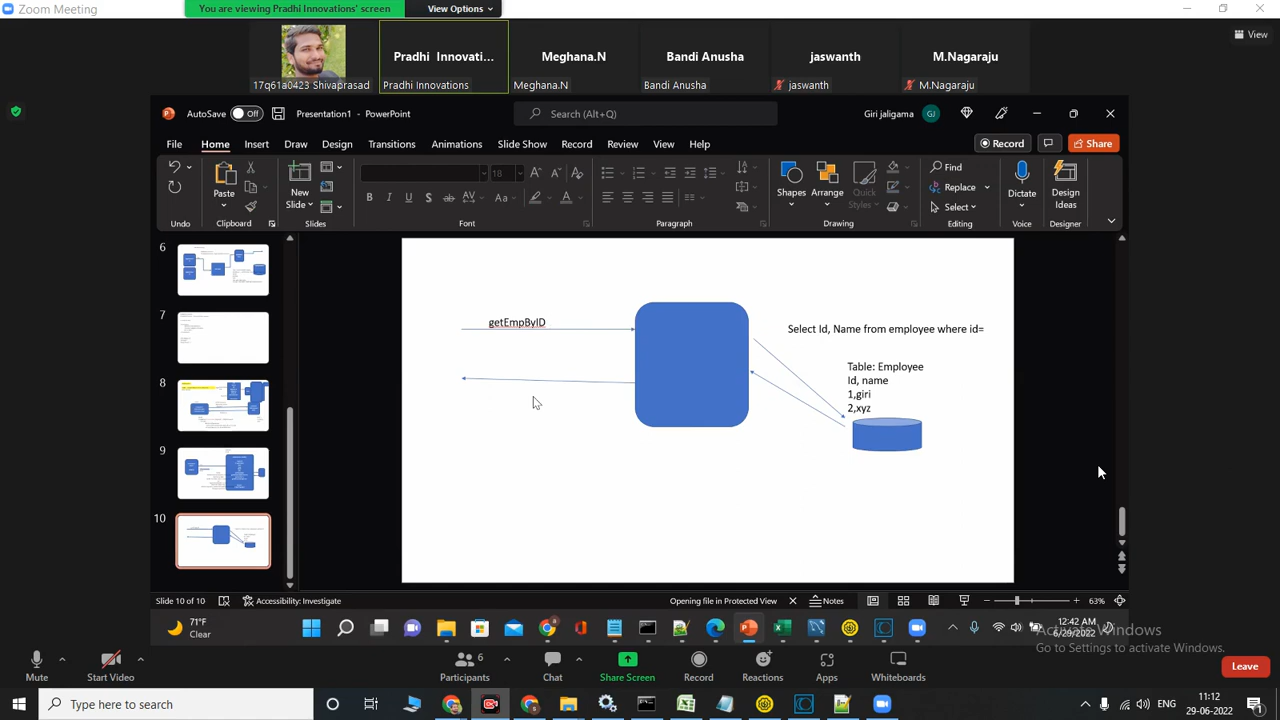 Zoom Meeting
You are viewing Pradhi Innovations' screen
View Options
View
Pradhi Innovati...
Meghana.N
Bandi Anusha
jaswanth
M.Nagaraju
17q61a0423 Shivaprasad
Pradhi Innovations
Meghana.N
Bandi Anusha
jaswanth
M.Nagaraju
AutoSave
Off
Presentation1 - PowerPoint
Search (Alt+Q)
Giri jaligama
GJ
File
Home
Insert
Draw
Design
Transitions
Animations
Slide Show
Record
Review
View
Help
Record
Share
Paste
New
Slide
18
B
I
U
S
ab
AV
Aa
A
Shapes
Arrange
Quick
Styles
Find
Replace
Select
Dictate
Design
Ideas
Undo
Clipboard
Slides
Font
Paragraph
Drawing
Editing
Voice
Designer
6
7
8
9
10
getEmpByID
Select Id, Name from employee where id=
Table: Employee
Id, name
1,giri
2,xyz
Slide 10 of 10
Accessibility: Investigate
Opening file in Protected View
Notes
63%
71°F
Clear
12:42 AM
6/29/2022
Activate Windows
Go to Settings to activate Windows.
Mute
Start Video
6
Participants
Chat
Share Screen
Record
Reactions
Apps
Whiteboards
Leave
Type here to search
ENG
11:12
29-06-2022